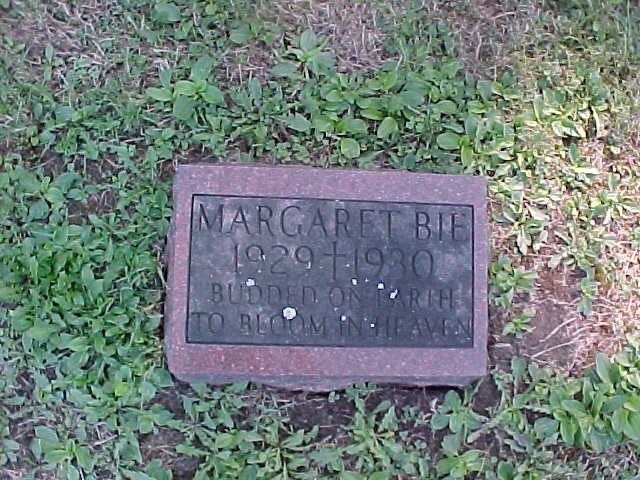 MARGARET BIE
1929 † 1930
BUDDED ON EARTH
TO BLOOM IN HEAVEN